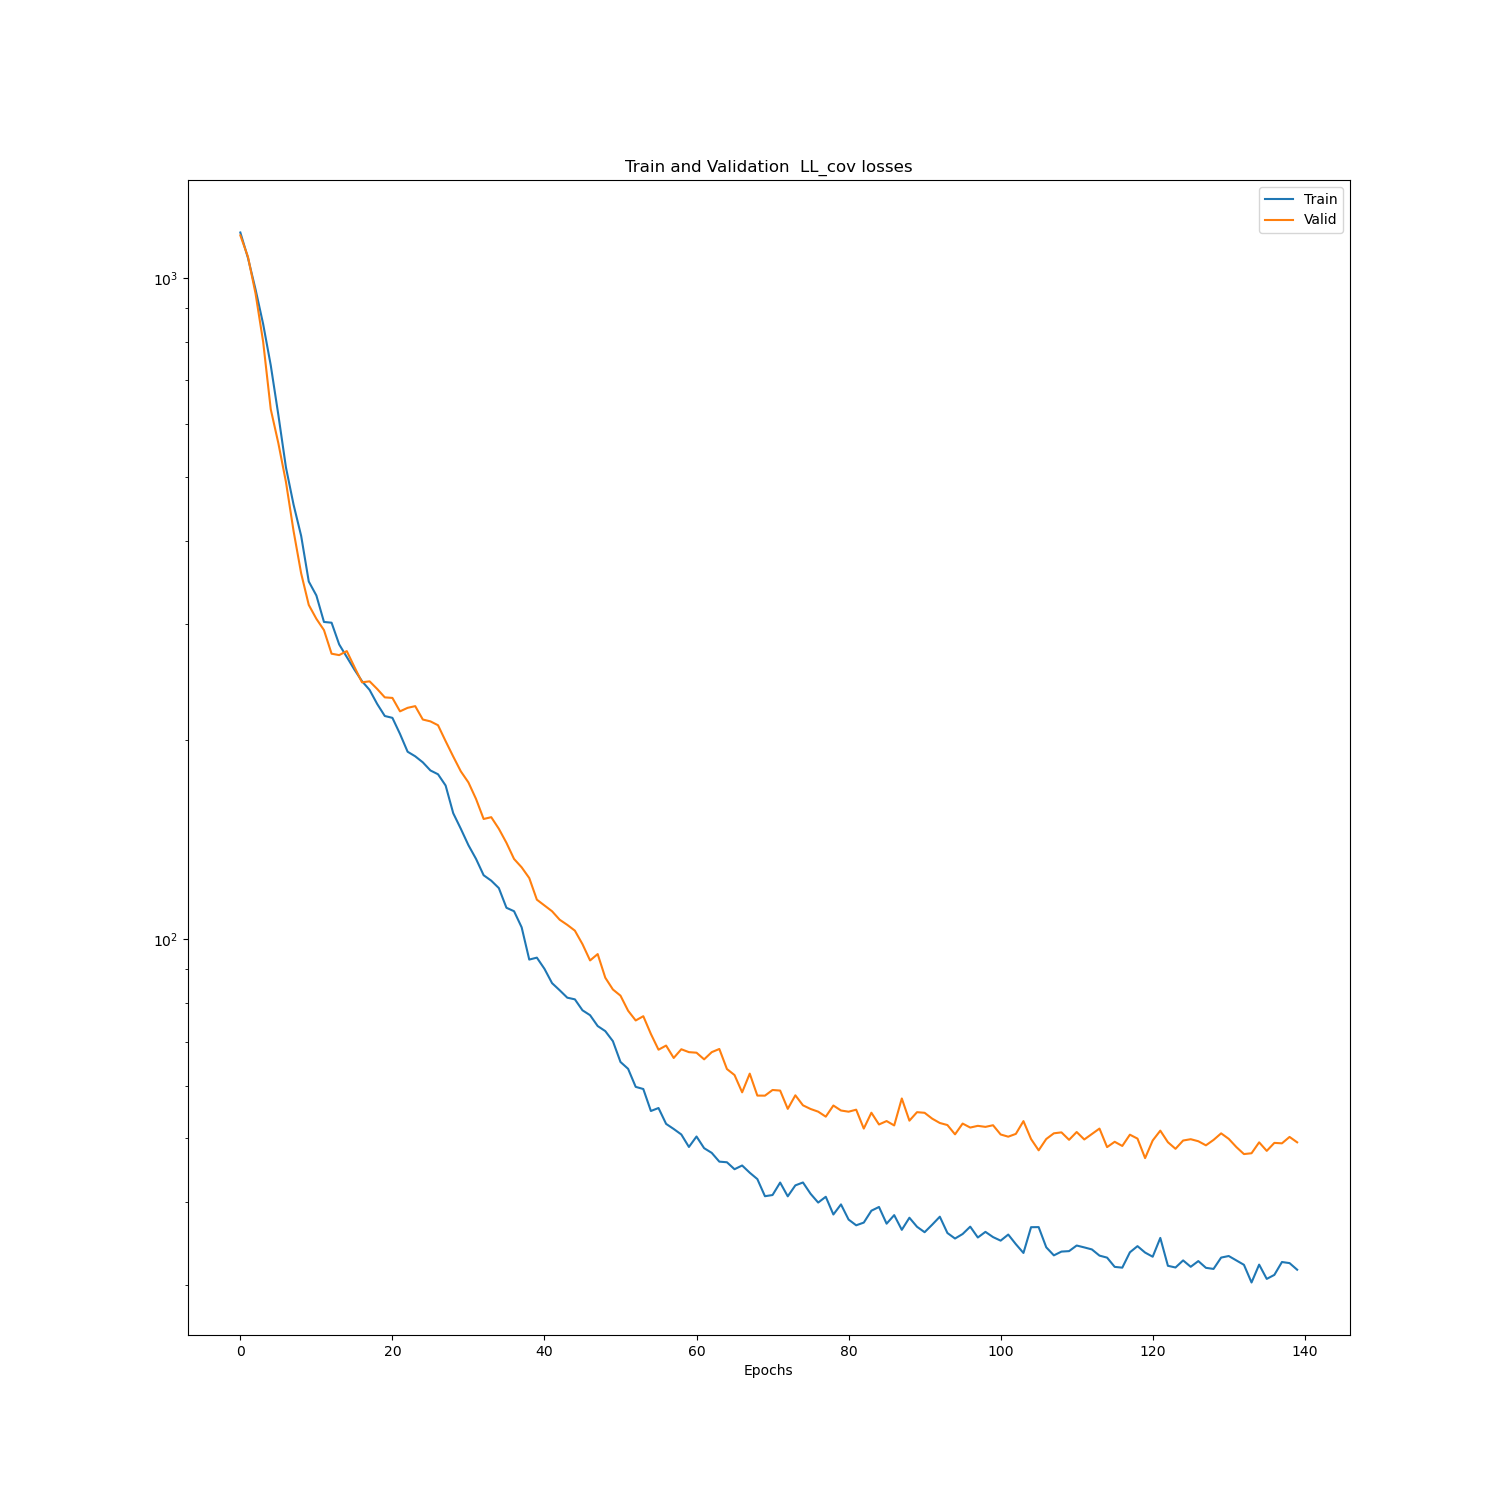 Train and Validation  LL_cov losses
Train
Valid
10³
10²
0 20 40 60 80 100 120 140
Epochs